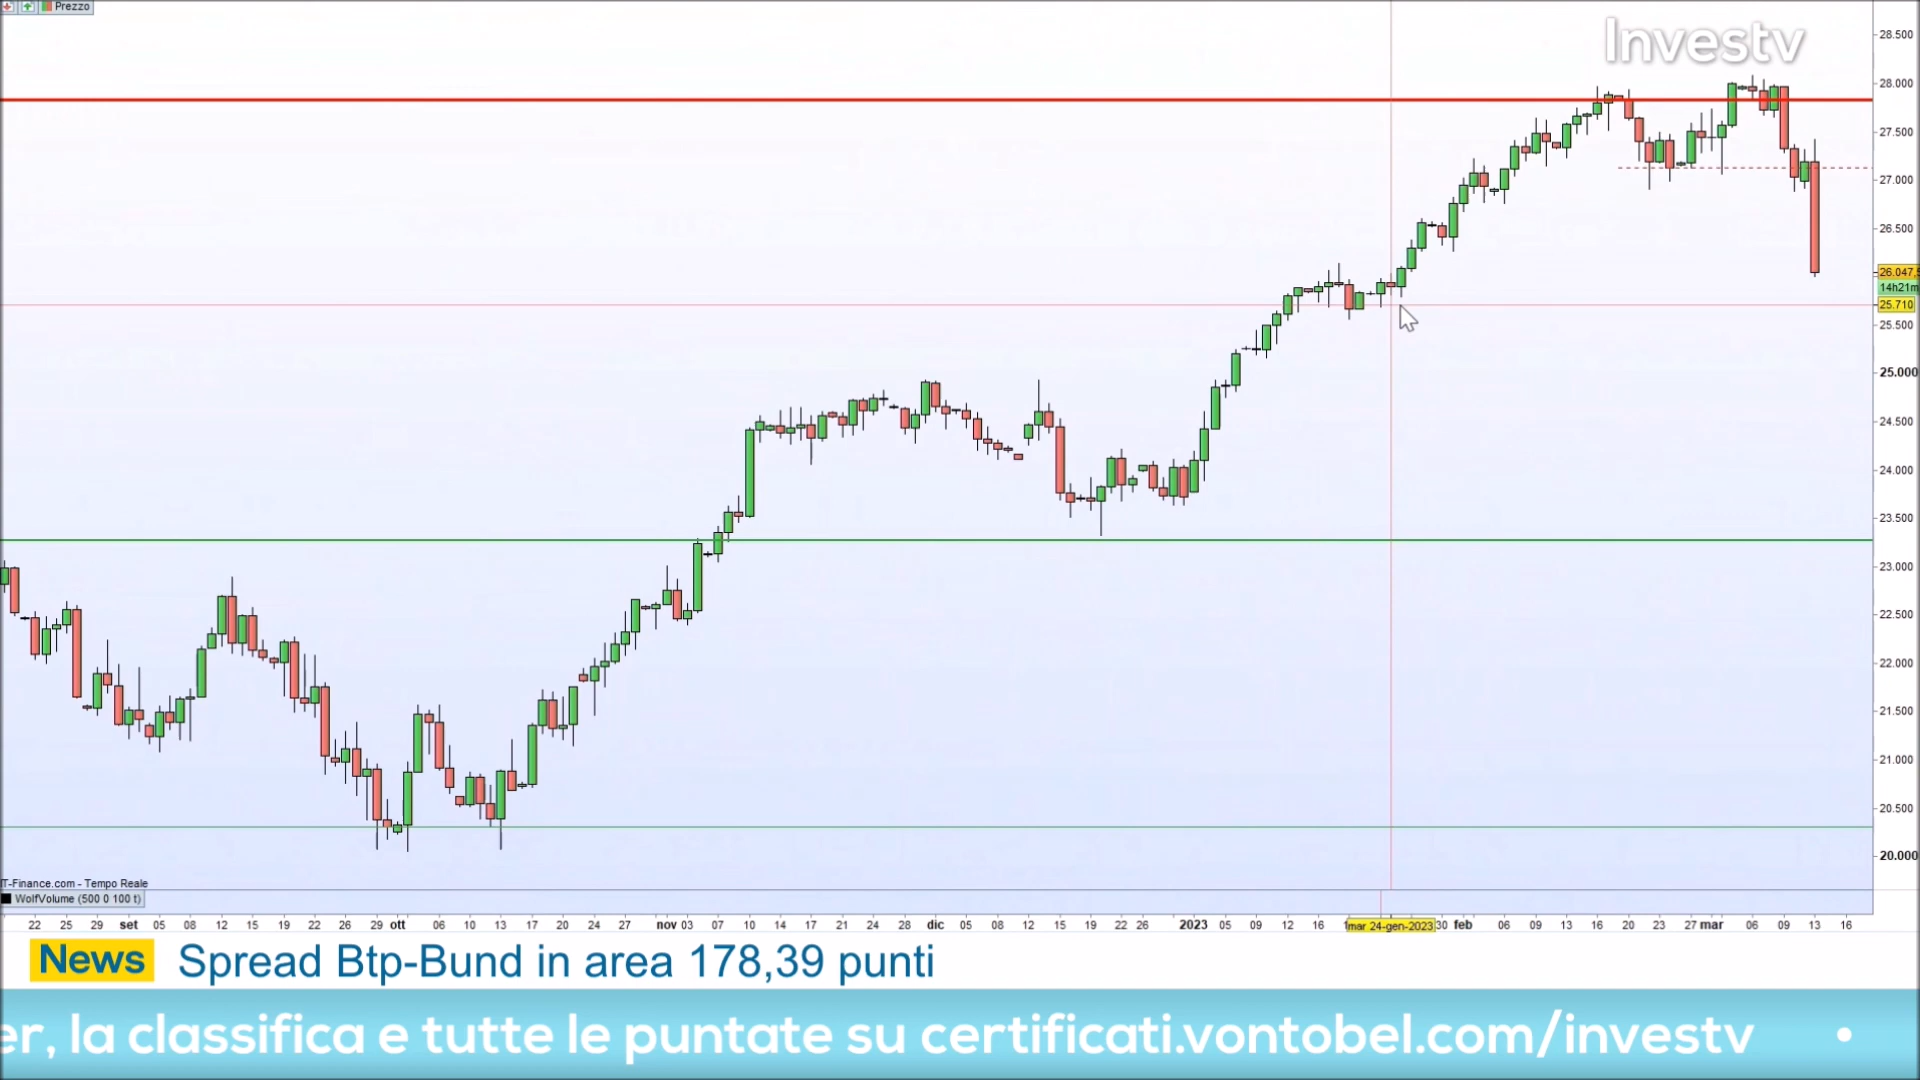 Prezzo
Investv
28.500
28.000
27.500
27.000
26.500
26.047,5
14h21m
25.710
25.500
25.000
24.500
24.000
23.500
23.000
22.500
22.000
21.500
21.000
20.500
20.000
IT-Finance.com - Tempo Reale
WolfVolume (500 0 100 t)
22 25 29 set 05 08 12 15 19 22 26 29 ott 06 10 13 17 20 24 27 nov 03 07 10 14 17 21 24 28 dic 05 08 12 15 19 22 26 2023 05 09 12 16 mar 24-gen-2023 30 feb 06 09 13 16 20 23 27 mar 06 09 13 16
News Spread Btp-Bund in area 178,39 punti
er, la classifica e tutte le puntate su certificati.vontobel.com/investv •